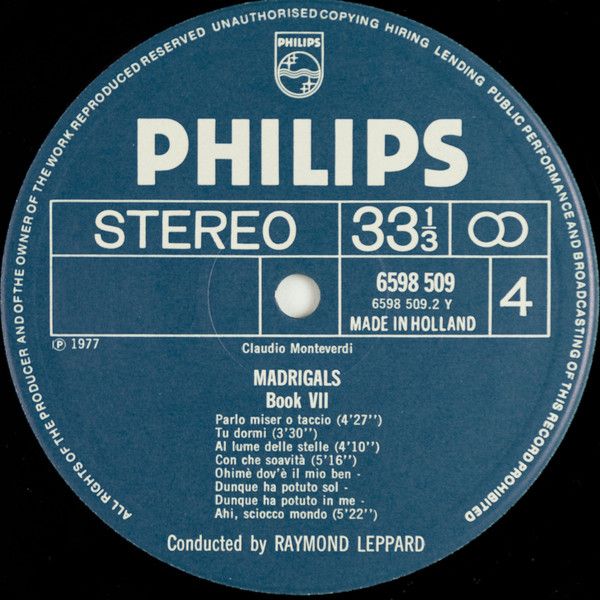 ALL RIGHTS OF THE PRODUCER AND OF THE OWNER OF THE WORK REPRODUCED RESERVED UNAUTHORISED COPYING HIRING LENDING PUBLIC PERFORMANCE AND BROADCASTING OF THIS RECORD PROHIBITED
PHILIPS
PHILIPS
STEREO
33 1/3
6598 509
6598 509.2 Y
MADE IN HOLLAND
4
℗ 1977
Claudio Monteverdi
MADRIGALS
Book VII
Parlo miser o taccio (4'27'')
Tu dormi (3'30'')
Al lume delle stelle (4'10'')
Con che soavità (5'16'')
Ohimè dov'è il mio ben -
Dunque ha potuto sol -
Dunque ha potuto in me -
Ahi, sciocco mondo (5'22'')
Conducted by RAYMOND LEPPARD